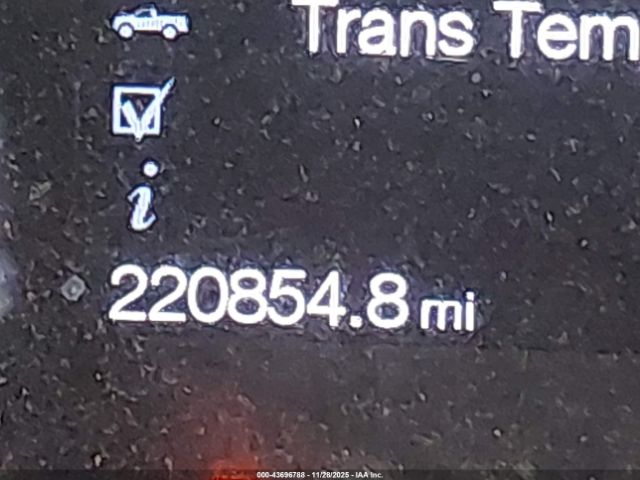 Trans Tem
i
220854.8 mi
000-43696788 - 11/28/2025 - IAA Inc.